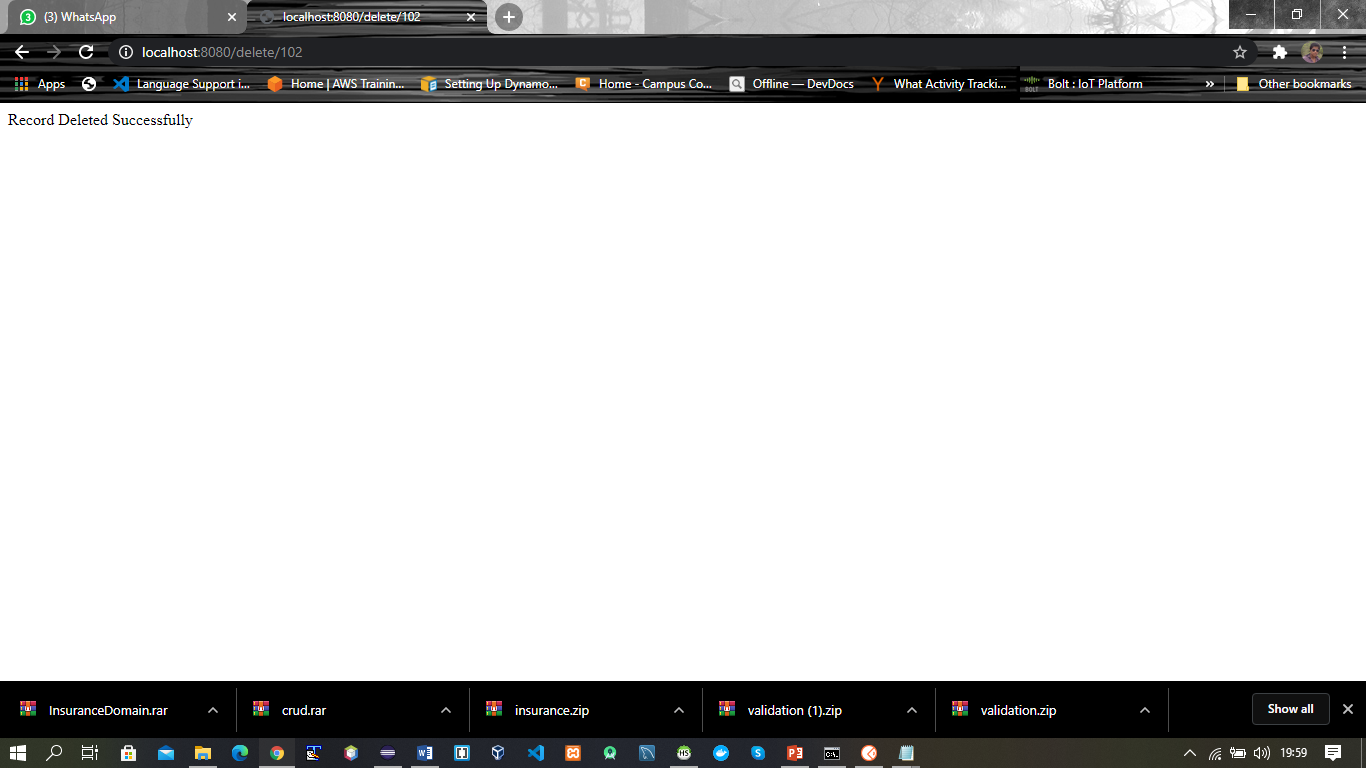 (3) WhatsApp
localhost:8080/delete/102
localhost:8080/delete/102
Apps
Language Support i...
Home | AWS Trainin...
Setting Up Dynamo...
Home - Campus Co...
Offline — DevDocs
What Activity Tracki...
BOLT
Bolt : IoT Platform
Other bookmarks
Record Deleted Successfully
InsuranceDomain.rar
crud.rar
insurance.zip
validation (1).zip
validation.zip
Show all
19:59